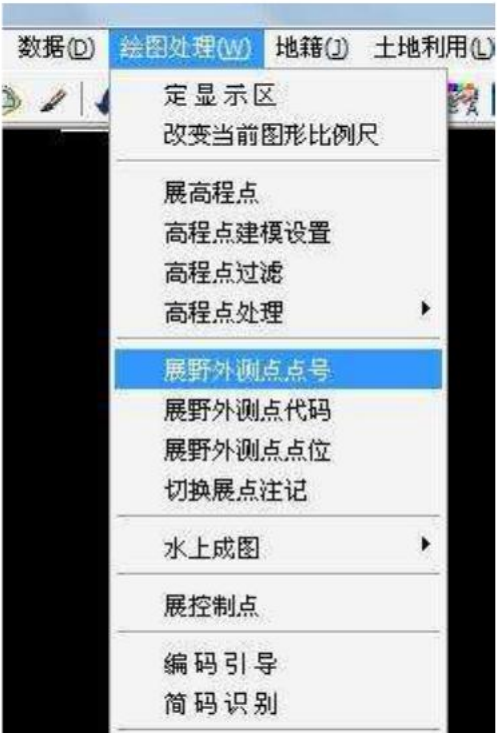 数据(D) 绘图处理(W) 地籍(J) 土地利用(L)
定显示区
改变当前图形比例尺
展高程点
高程点建模设置
高程点过滤
高程点处理
展野外测点点号
展野外测点代码
展野外测点点位
切换展点注记
水上成图
展控制点
编码引导
简码识别